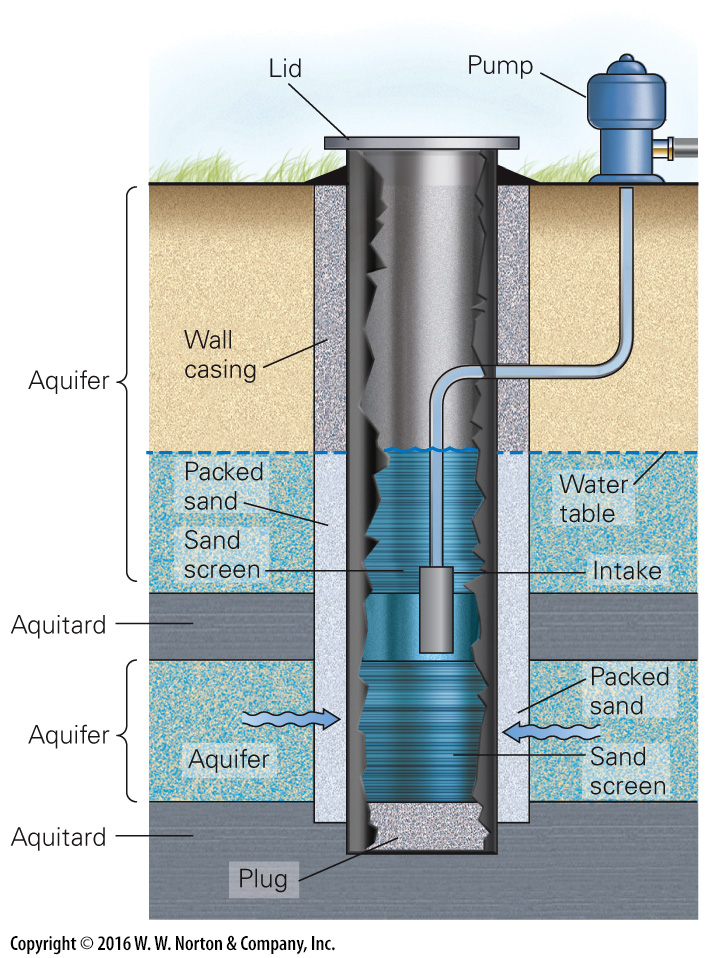 Lid
Pump
Wall
casing
Aquifer
Packed
sand
Water
table
Sand
screen
Intake
Aquitard
Packed
sand
Aquifer
Aquifer
Sand
screen
Aquitard
Plug
Copyright © 2016 W. W. Norton & Company, Inc.